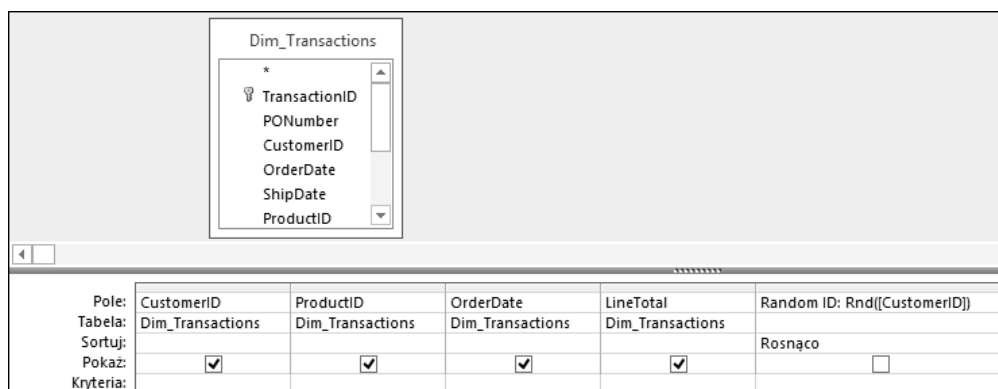 Dim_Transactions
*
TransactionID
PONumber
CustomerID
OrderDate
ShipDate
ProductID
Pole: CustomerID ProductID OrderDate LineTotal Random ID: Rnd([CustomerID])
Tabela: Dim_Transactions Dim_Transactions Dim_Transactions Dim_Transactions
Sortuj: Rosnąco
Pokaż:
Kryteria: